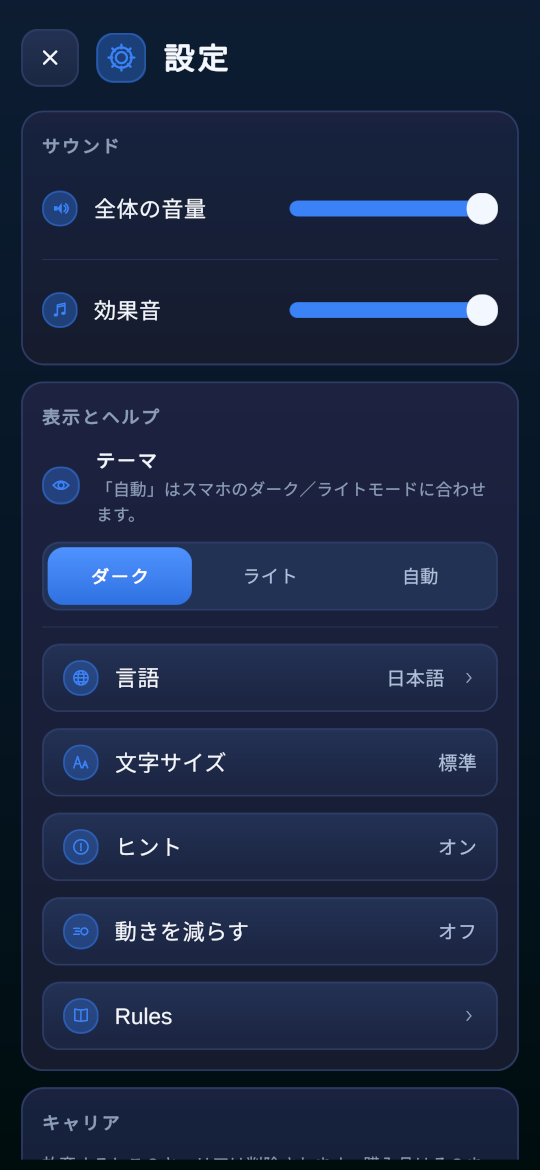 設定
サウンド
全体の音量
効果音
表示とヘルプ
テーマ
「自動」はスマホのダーク／ライトモードに合わせ
ます。
ダーク ライト 自動
言語 日本語
文字サイズ 標準
ヒント オン
動きを減らす オフ
Rules
キャリア